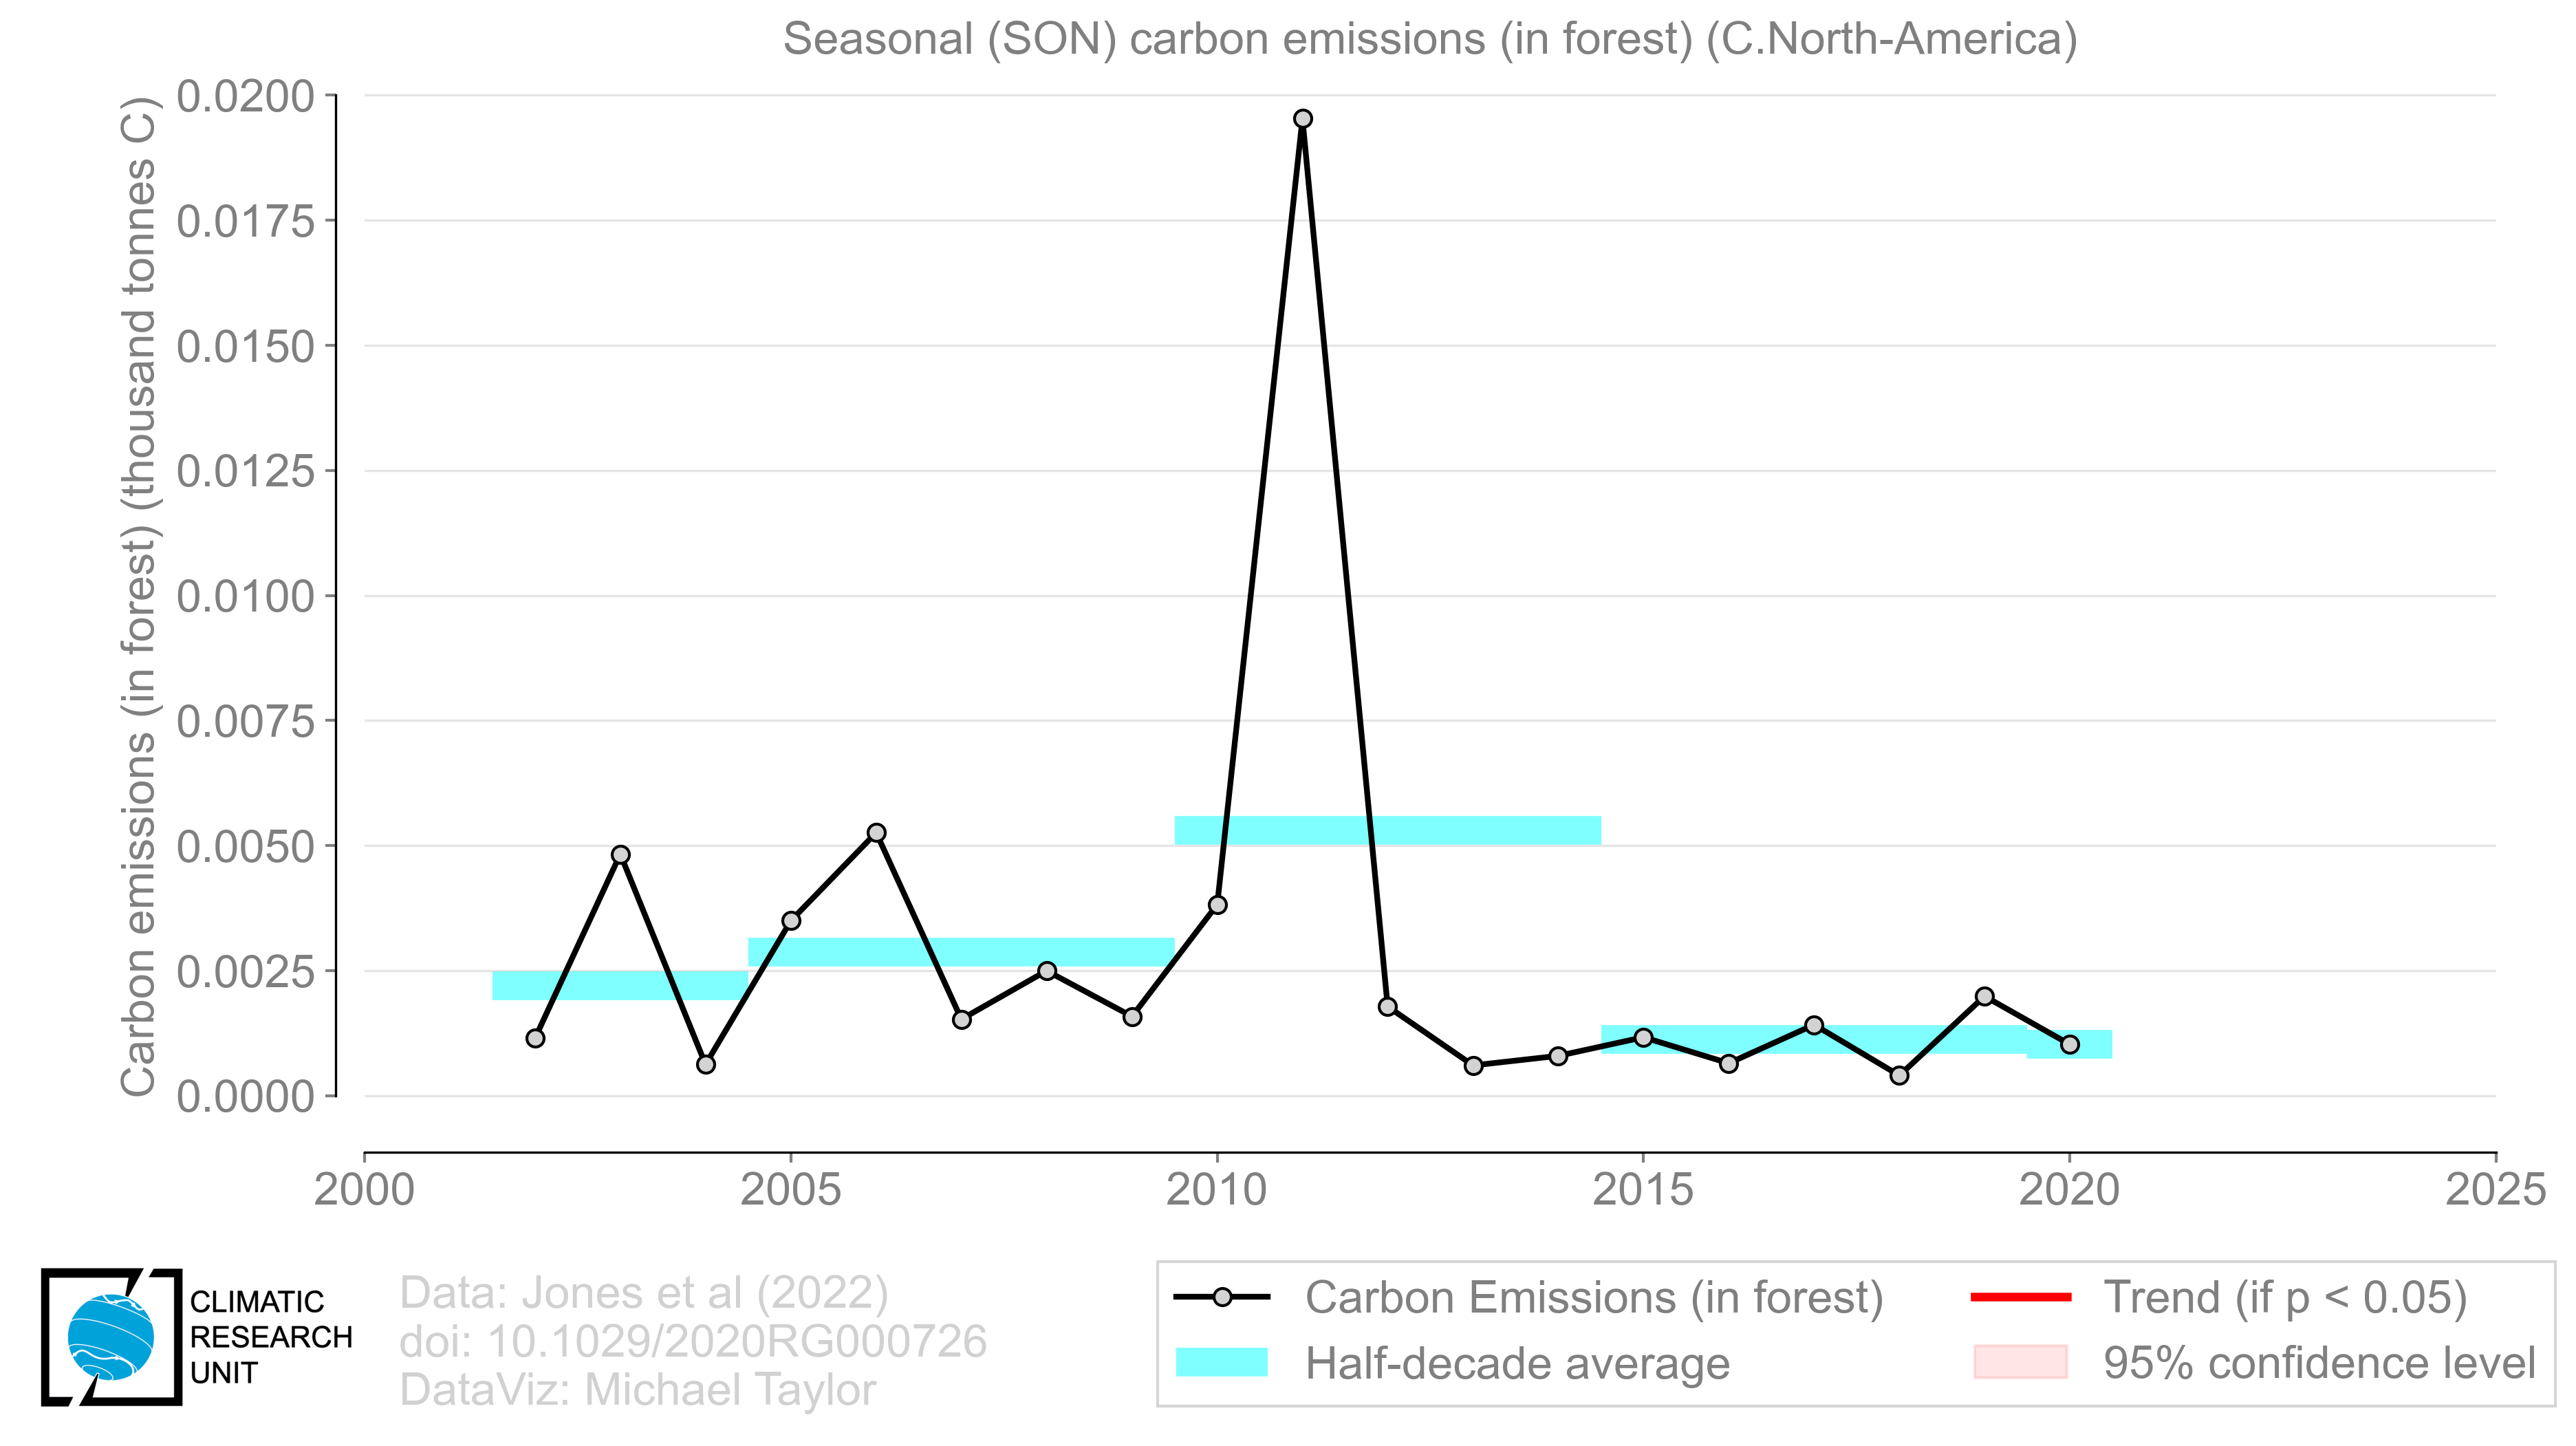 Seasonal (SON) carbon emissions (in forest) (C.North-America)
Carbon emissions (in forest) (thousand tonnes C)
0.0200
0.0175
0.0150
0.0125
0.0100
0.0075
0.0050
0.0025
0.0000
2000 2005 2010 2015 2020 2025
CLIMATIC
RESEARCH
UNIT
Data: Jones et al (2022)
doi: 10.1029/2020RG000726
DataViz: Michael Taylor
Carbon Emissions (in forest)
Half-decade average
Trend (if p < 0.05)
95% confidence level